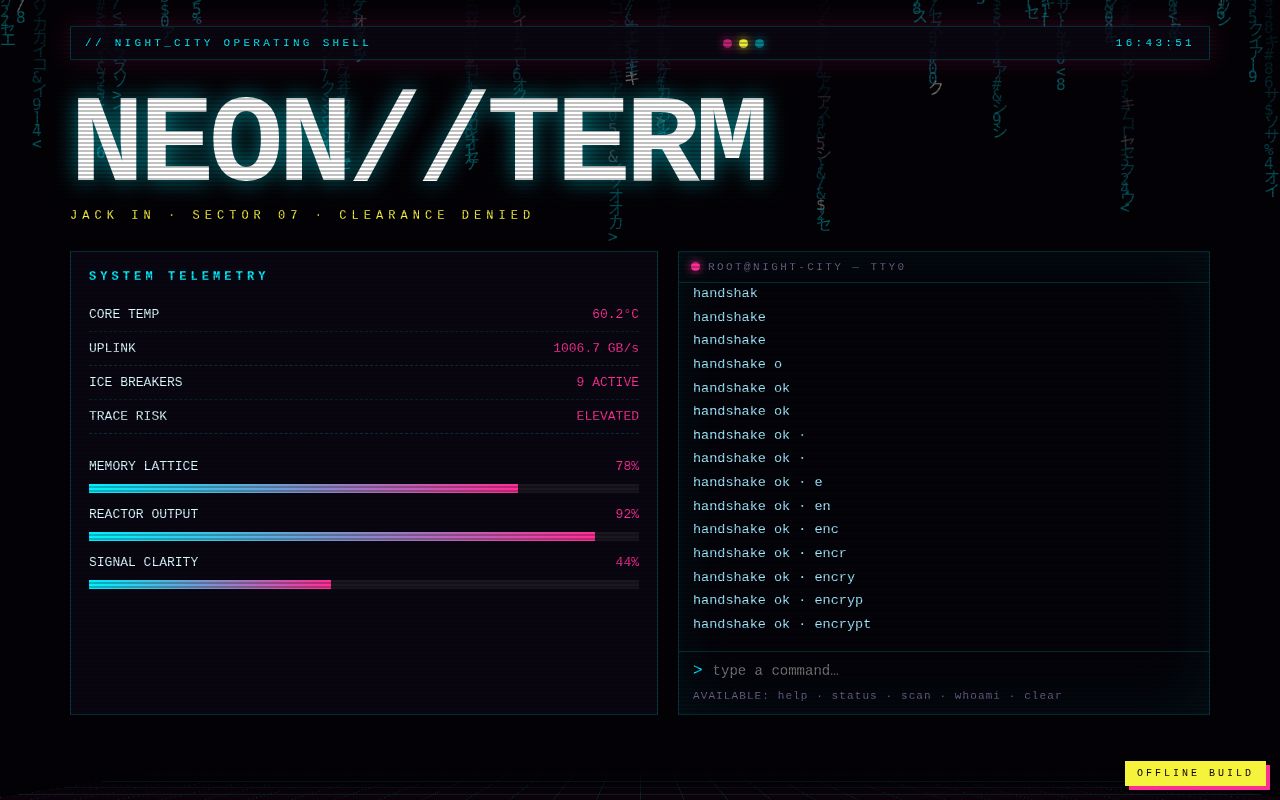 // NIGHT_CITY OPERATING SHELL
16:43:51
NEON//TERM
JACK IN · SECTOR 07 · CLEARANCE DENIED
SYSTEM TELEMETRY
CORE TEMP 60.2°C
UPLINK 1006.7 GB/s
ICE BREAKERS 9 ACTIVE
TRACE RISK ELEVATED
MEMORY LATTICE 78%
REACTOR OUTPUT 92%
SIGNAL CLARITY 44%
ROOT@NIGHT-CITY — TTY0
handshak
handshake
handshake
handshake o
handshake ok
handshake ok
handshake ok ·
handshake ok ·
handshake ok · e
handshake ok · en
handshake ok · enc
handshake ok · encr
handshake ok · encry
handshake ok · encryp
handshake ok · encrypt
> type a command…
AVAILABLE: help · status · scan · whoami · clear
OFFLINE BUILD